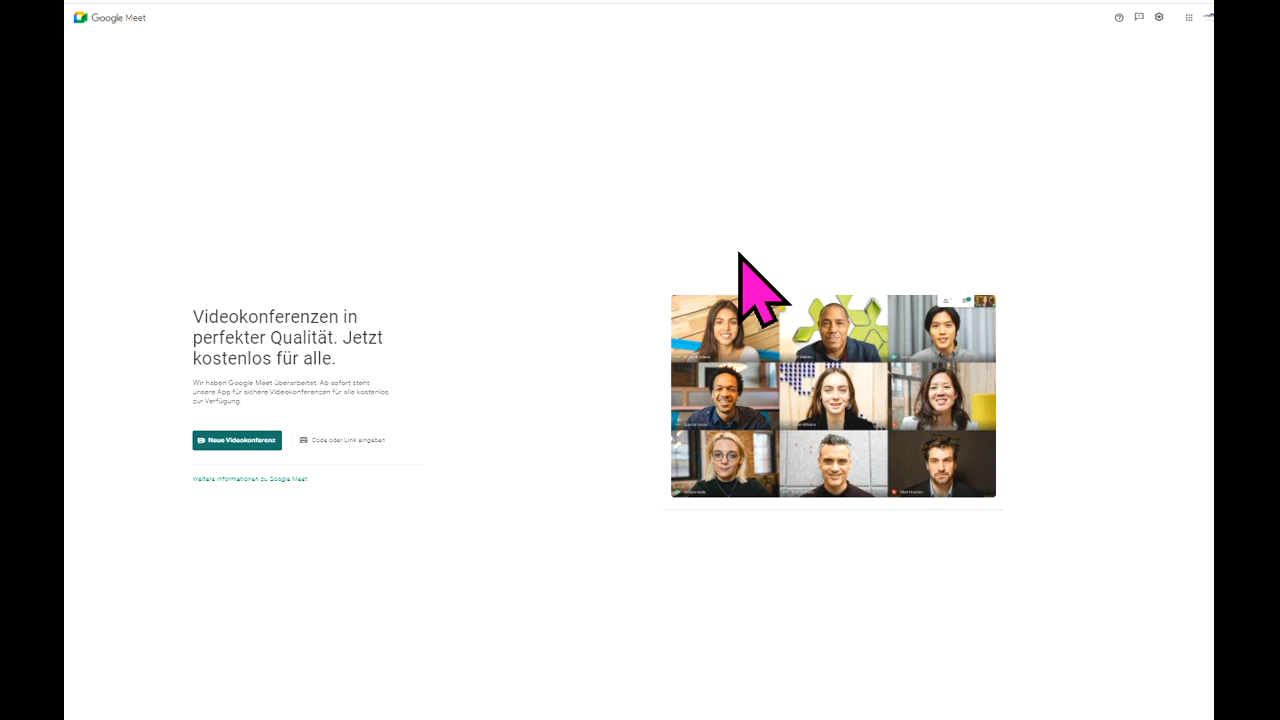 Google Meet
Videokonferenzen in
perfekter Qualität. Jetzt
kostenlos für alle.
Wir haben Google Meet überarbeitet. Ab sofort steht
unsere App für sichere Videokonferenzen für alle kostenlos
zur Verfügung.
Neue Videokonferenz
Code oder Link eingeben
Weitere Informationen zu Google Meet